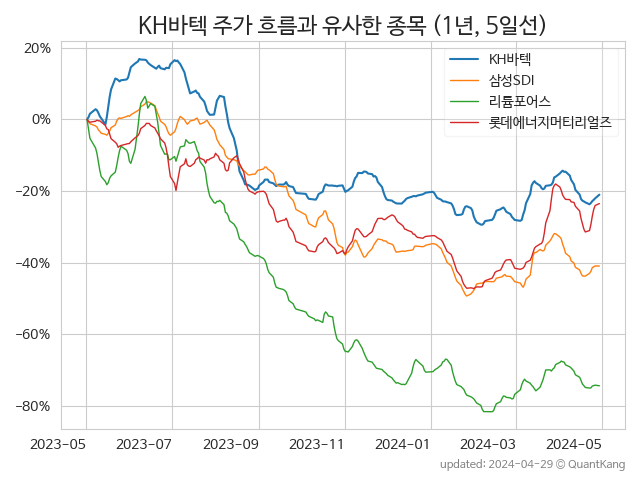 KH바텍 주가 흐름과 유사한 종목 (1년, 5일선)
20%
0%
−20%
−40%
−60%
−80%
KH바텍
삼성SDI
리튬포어스
롯데에너지머티리얼즈
2023-05 2023-07 2023-09 2023-11 2024-01 2024-03 2024-05
updated: 2024-04-29 © QuantKang